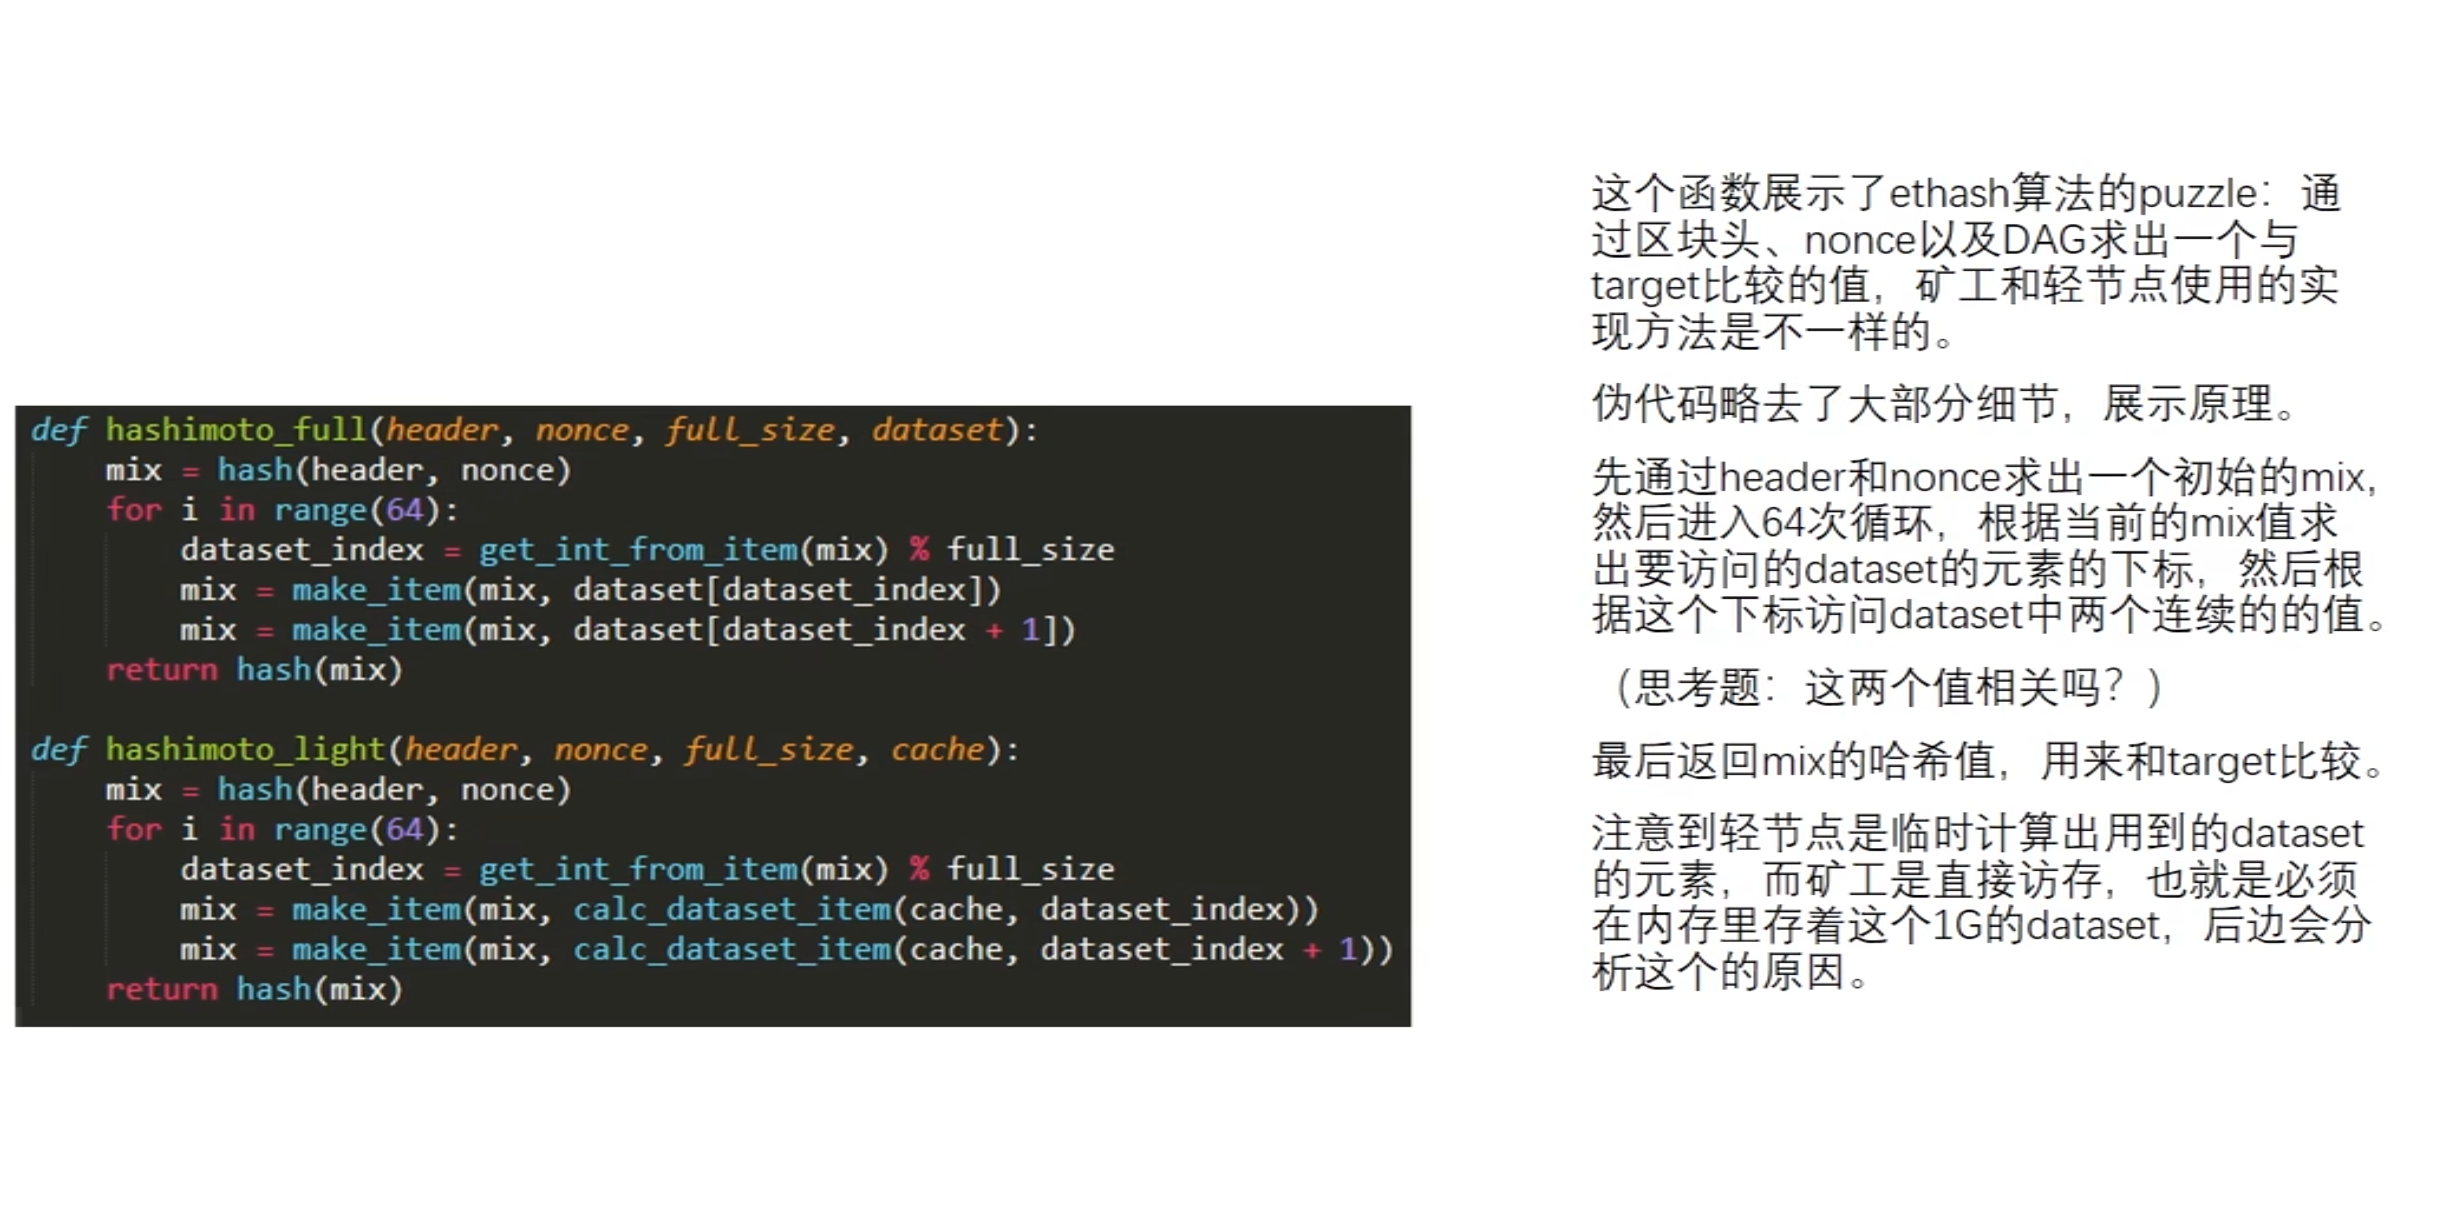 def hashimoto_full(header, nonce, full_size, dataset):
    mix = hash(header, nonce)
    for i in range(64):
        dataset_index = get_int_from_item(mix) % full_size
        mix = make_item(mix, dataset[dataset_index])
        mix = make_item(mix, dataset[dataset_index + 1])
    return hash(mix)
def hashimoto_light(header, nonce, full_size, cache):
    mix = hash(header, nonce)
    for i in range(64):
        dataset_index = get_int_from_item(mix) % full_size
        mix = make_item(mix, calc_dataset_item(cache, dataset_index))
        mix = make_item(mix, calc_dataset_item(cache, dataset_index + 1))
    return hash(mix)
这个函数展示了ethash算法的puzzle：通
过区块头、nonce以及DAG求出一个与
target比较的值，矿工和轻节点使用的实
现方法是不一样的。
伪代码略去了大部分细节，展示原理。
先通过header和nonce求出一个初始的mix，
然后进入64次循环，根据当前的mix值求
出要访问的dataset的元素的下标，然后根
据这个下标访问dataset中两个连续的的值。
（思考题：这两个值相关吗？）
最后返回mix的哈希值，用来和target比较。
注意到轻节点是临时计算出用到的dataset
的元素，而矿工是直接访存，也就是必须
在内存里存着这个1G的dataset，后边会分
析这个的原因。